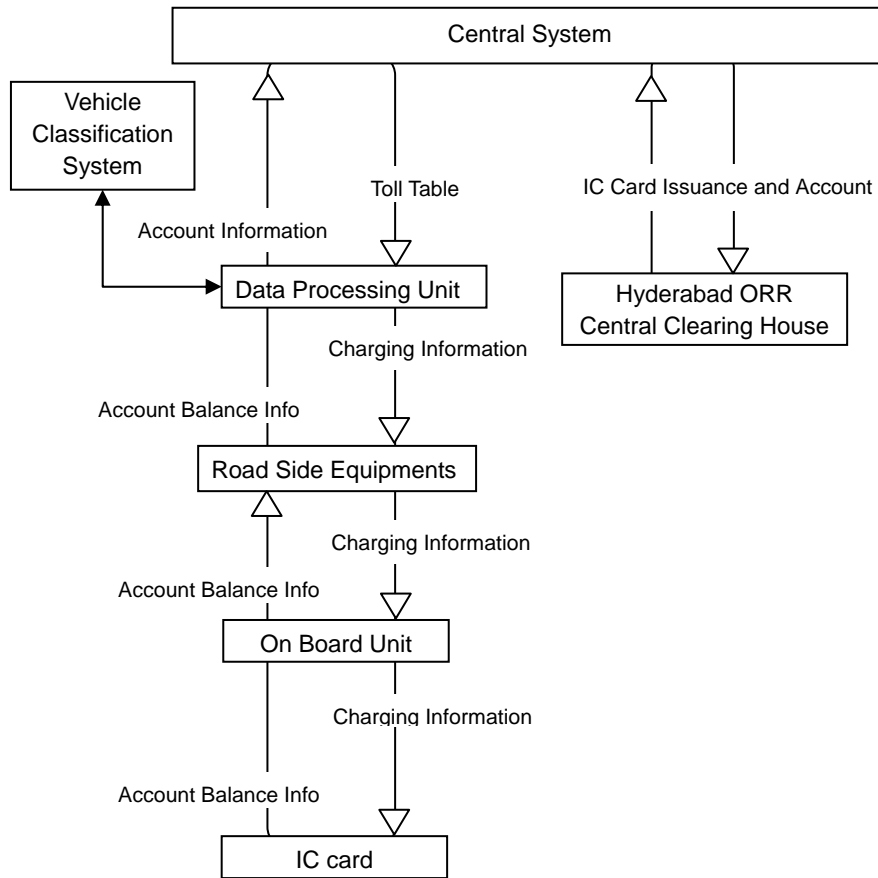 Central System
Vehicle
Classification
System
Toll Table
IC Card Issuance and Account
Account Information
Data Processing Unit
Hyderabad ORR
Central Clearing House
Charging Information
Account Balance Info
Road Side Equipments
Charging Information
Account Balance Info
On Board Unit
Charging Information
Account Balance Info
IC card